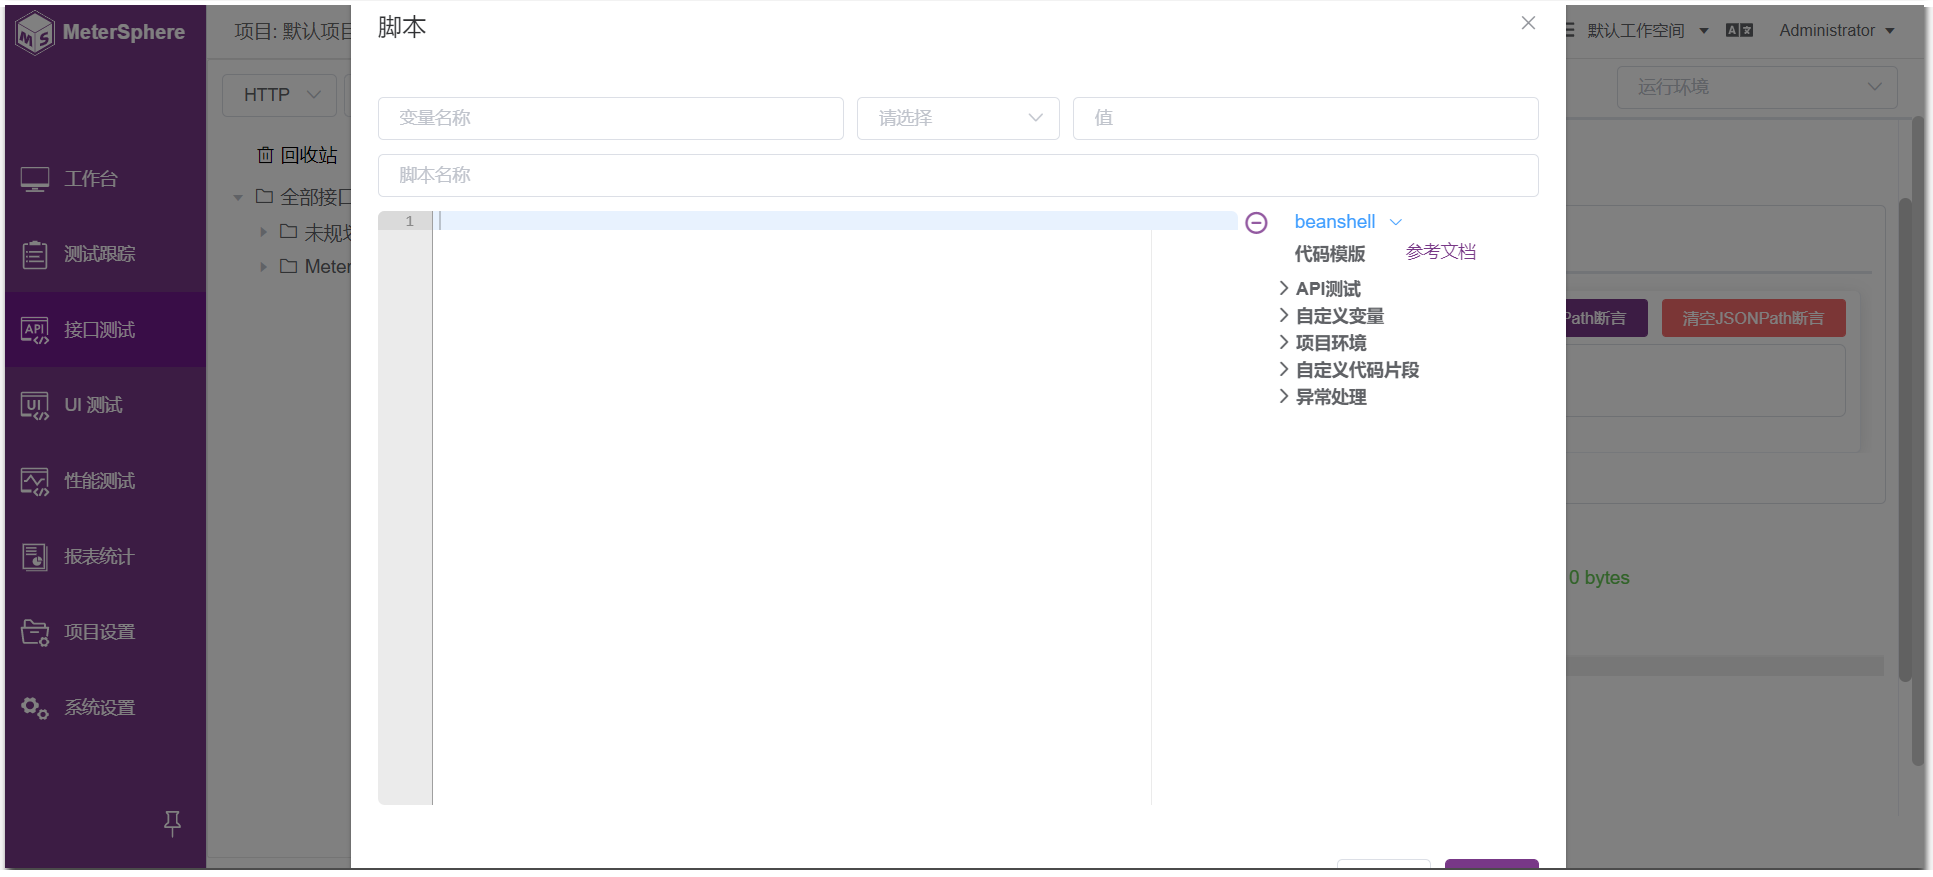 MeterSphere
项目: 默认项目
脚本
默认工作空间
Administrator
HTTP
运行环境
变量名称
请选择
值
回收站
脚本名称
工作台
全部接口
1
beanshell
未规划
测试跟踪
代码模版
参考文档
Meter
API测试
自定义变量
Path断言
清空JSONPath断言
接口测试
项目环境
自定义代码片段
异常处理
UI 测试
性能测试
报表统计
0 bytes
项目设置
系统设置